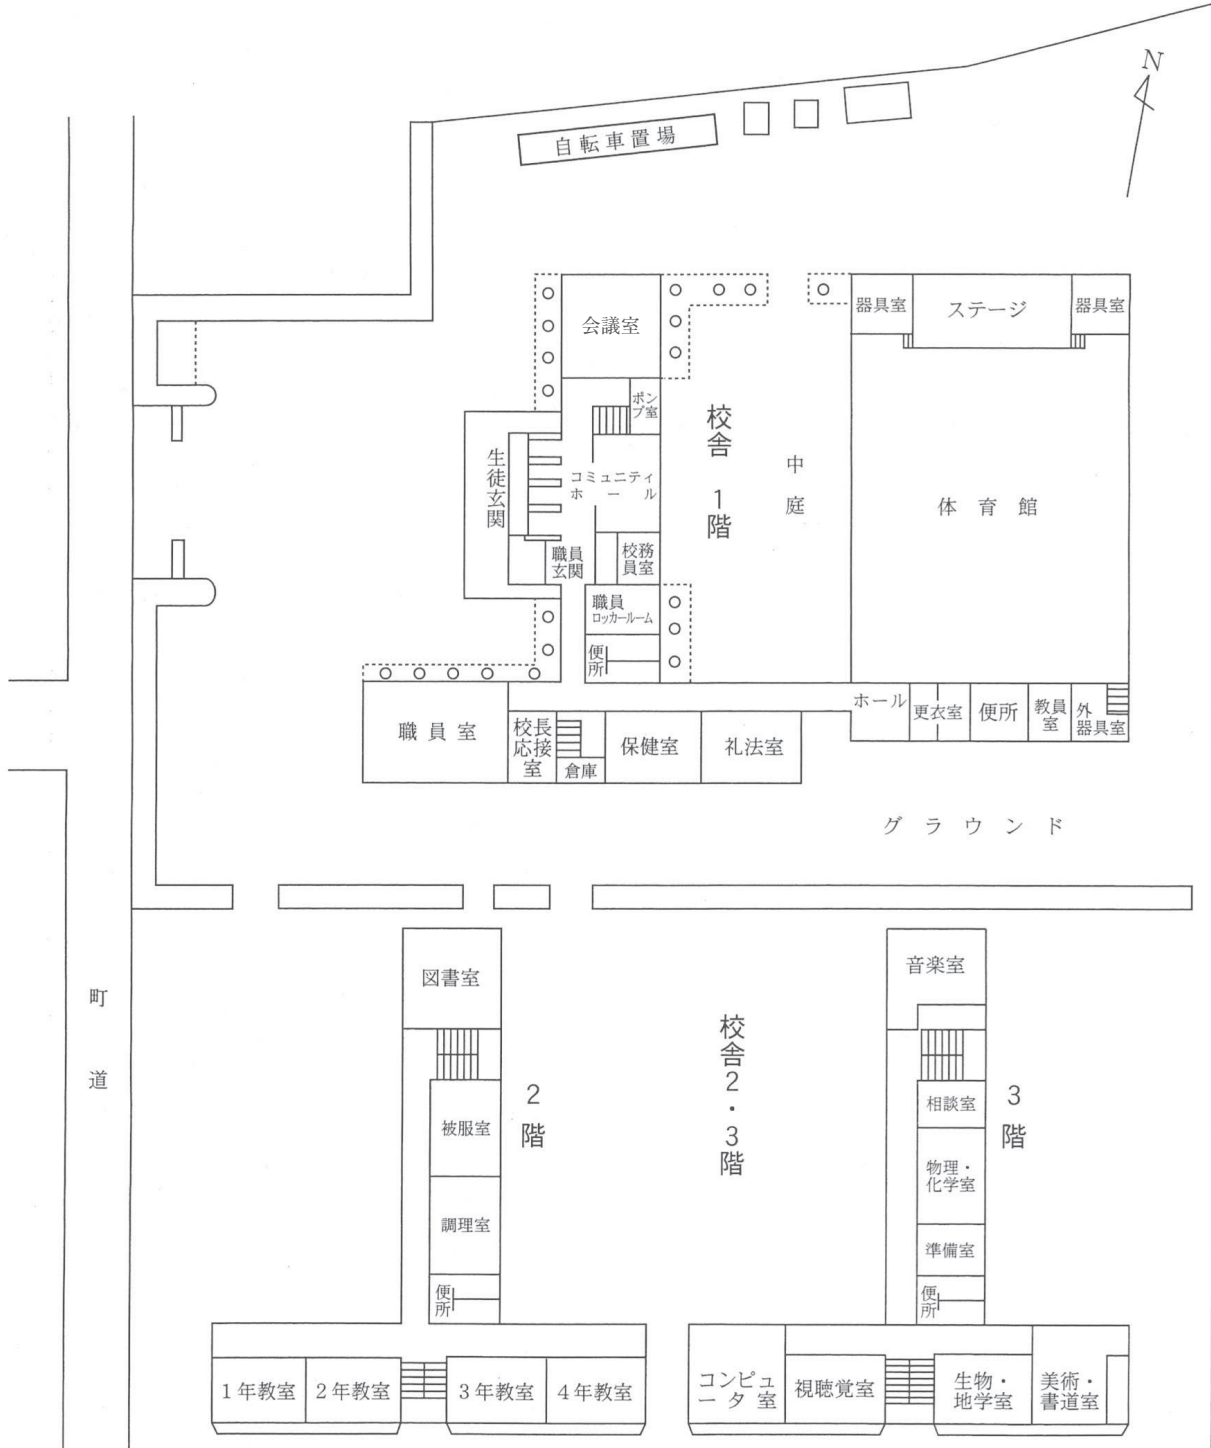 N
自転車置場
会議室
器具室
ステージ
器具室
ポン
プ室
校舎 1階
中庭
生徒玄関
コミュニティ
ホール
体育館
職員
玄関
校務
員室
職員
ロッカールーム
便所
職員室
校長
応接
室
倉庫
保健室
礼法室
ホール
更衣室
便所
教員
室
外
器具室
グラウンド
町道
図書室
被服室
調理室
便所
2階
校舎2・3階
音楽室
相談室
物理・
化学室
準備室
便所
3階
1年教室
2年教室
3年教室
4年教室
コンピュ
ータ室
視聴覚室
生物・
地学室
美術・
書道室